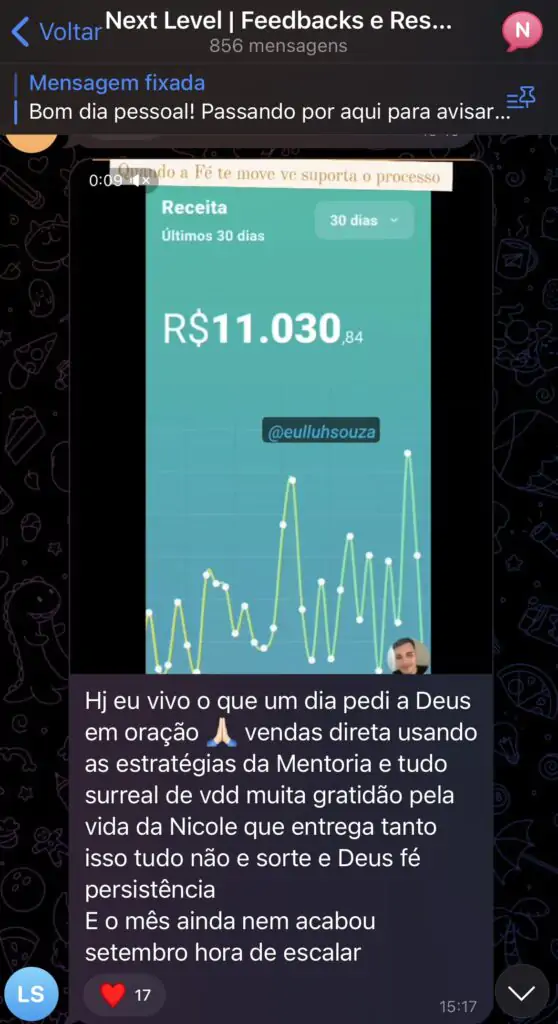 Voltar
Next Level | Feedbacks e Res...
856 mensagens
N
Mensagem fixada
Bom dia pessoal! Passando por aqui para avisar...
Quando a Fé te move vc suporta o processo
0:09
Receita
30 dias
Últimos 30 dias
R$11.030,84
@eulluhsouza
Hj eu vivo o que um dia pedi a Deus
em oração 🙏🏻 vendas direta usando
as estratégias da Mentoria e tudo
surreal de vdd muita gratidão pela
vida da Nicole que entrega tanto
isso tudo não e sorte e Deus fé
persistência
E o mês ainda nem acabou
setembro hora de escalar
LS
❤️ 17
15:17